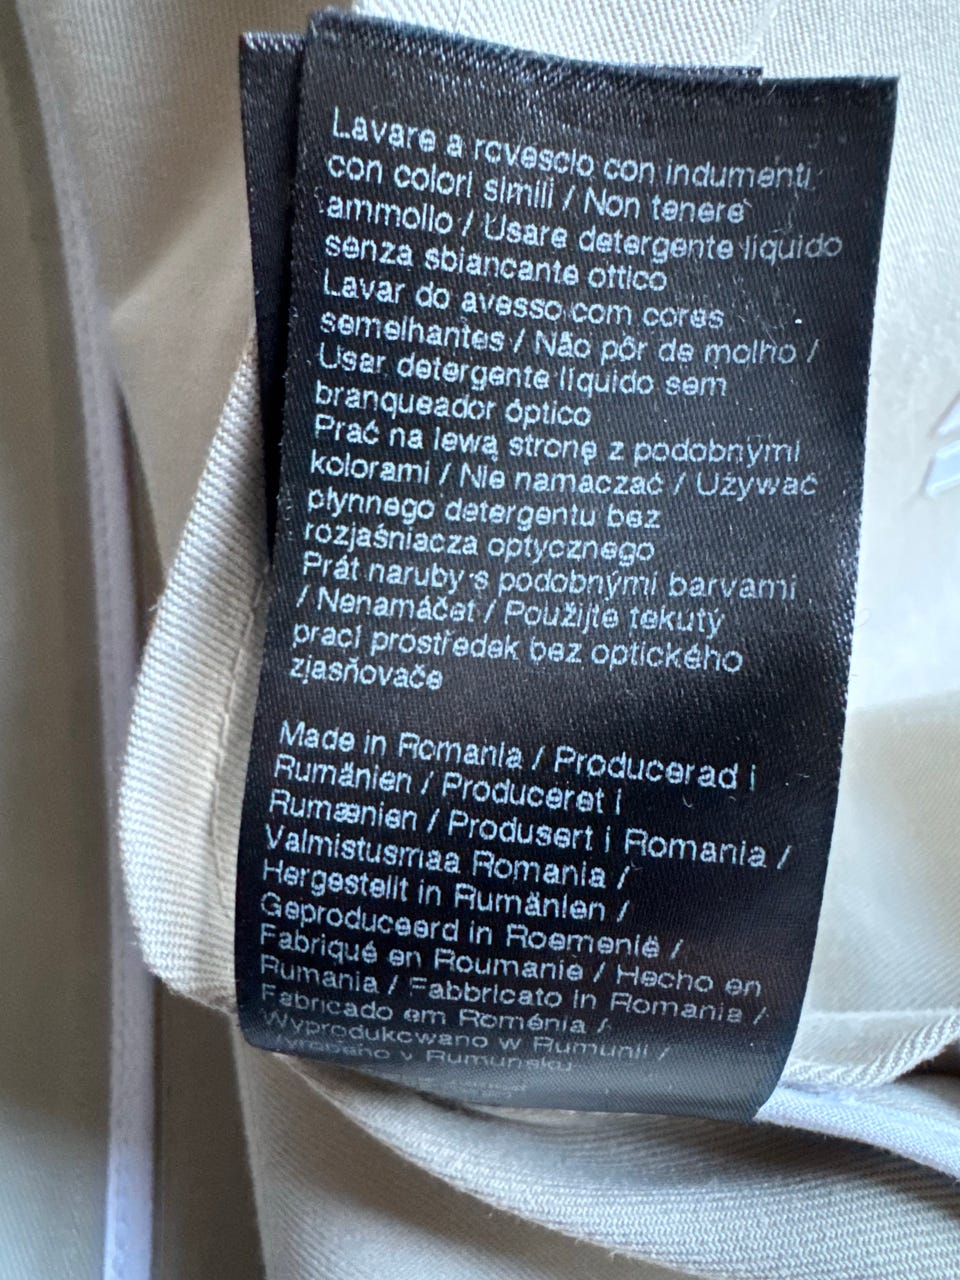 Lavare a rovescio con indumenti
con colori simili / Non tenere
ammollo / Usare detergente liquido
senza sbiancante ottico
Lavar do avesso com cores
semelhantes / Não pôr de molho /
Usar detergente líquido sem
branqueador óptico
Prać na lewą stronę z podobnymi
kolorami / Nie namaczać / Używać
płynnego detergentu bez
rozjaśniacza optycznego
Prát naruby s podobnými barvami
/ Nenamáčet / Použijte tekutý
prací prostředek bez optického
zjasňovače
Made in Romania / Producerad i
Rumänien / Produceret i
Rumænien / Produsert i Romania /
Valmistusmaa Romania /
Hergestellt in Rumänien /
Geproduceerd in Roemenië /
Fabriqué en Roumanie / Hecho en
Rumania / Fabbricato in Romania /
Fabricado em Roménia /
Wyprodukowano w Rumunii /
Vyrobeno v Rumunsku